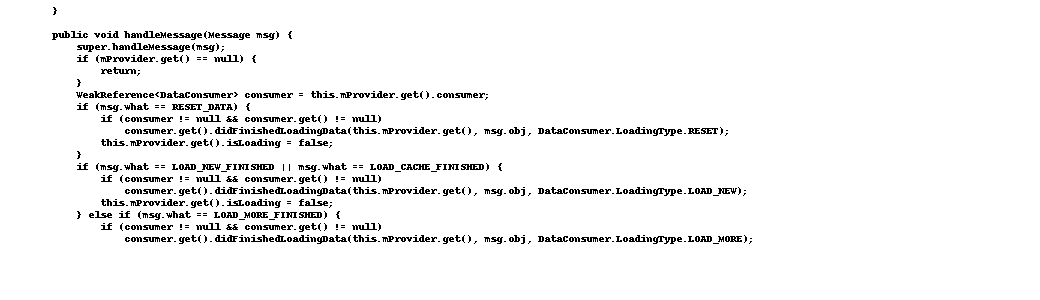 }
public void handleMessage(Message msg) {
super.handleMessage(msg);
if (mProvider.get() == null) {
return;
}
WeakReference<DataConsumer> consumer = this.mProvider.get().consumer;
if (msg.what == RESET_DATA) {
if (consumer != null && consumer.get() != null)
consumer.get().didFinishedLoadingData(this.mProvider.get(), msg.obj, DataConsumer.LoadingType.RESET);
this.mProvider.get().isLoading = false;
}
if (msg.what == LOAD_NEW_FINISHED || msg.what == LOAD_CACHE_FINISHED) {
if (consumer != null && consumer.get() != null)
consumer.get().didFinishedLoadingData(this.mProvider.get(), msg.obj, DataConsumer.LoadingType.LOAD_NEW);
this.mProvider.get().isLoading = false;
} else if (msg.what == LOAD_MORE_FINISHED) {
if (consumer != null && consumer.get() != null)
consumer.get().didFinishedLoadingData(this.mProvider.get(), msg.obj, DataConsumer.LoadingType.LOAD_MORE);